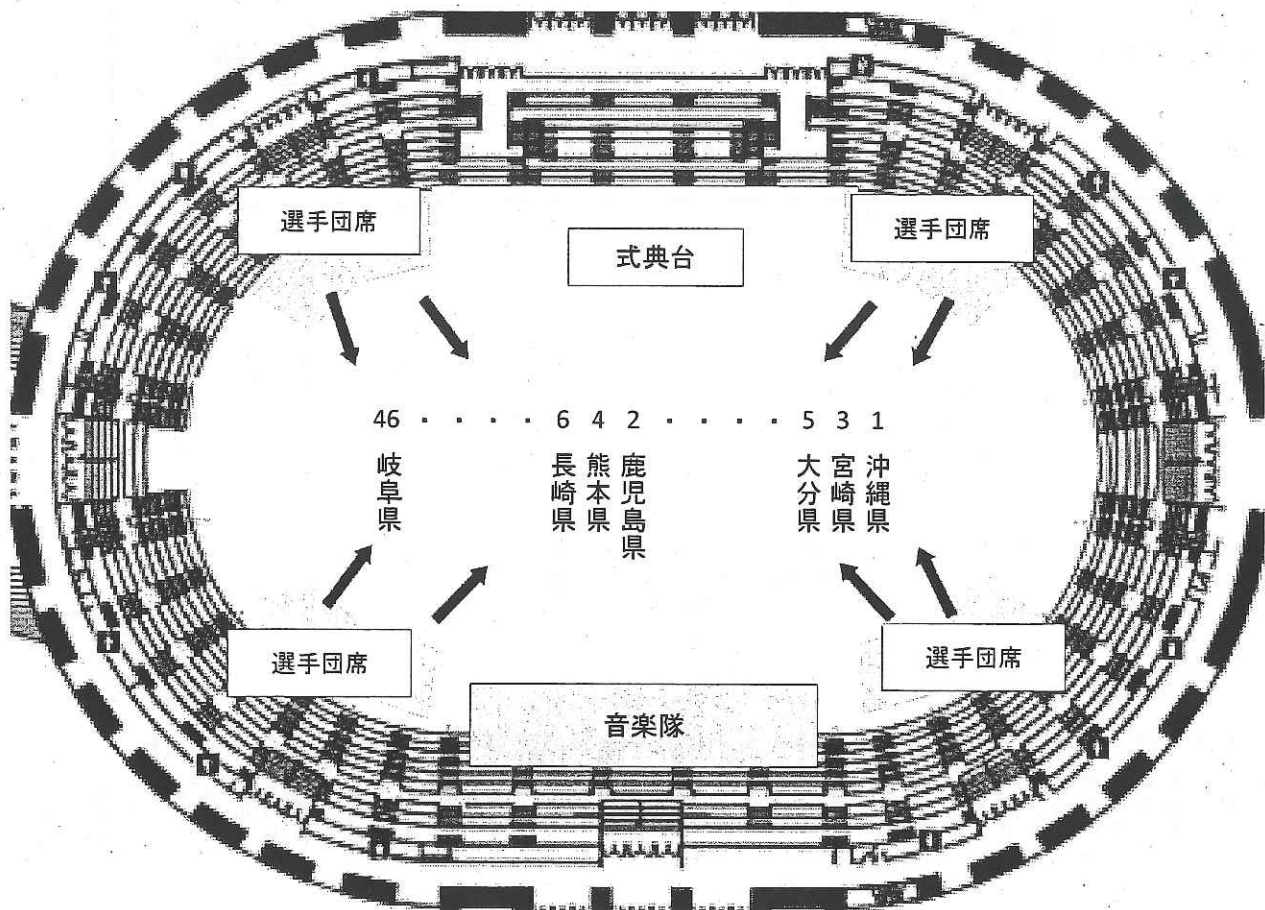 選手団席
選手団席
式典台
46・・・・6 4 2・・・・5 3 1
岐阜県
長崎県
熊本県
鹿児島県
大分県
宮崎県
沖縄県
選手団席
選手団席
音楽隊